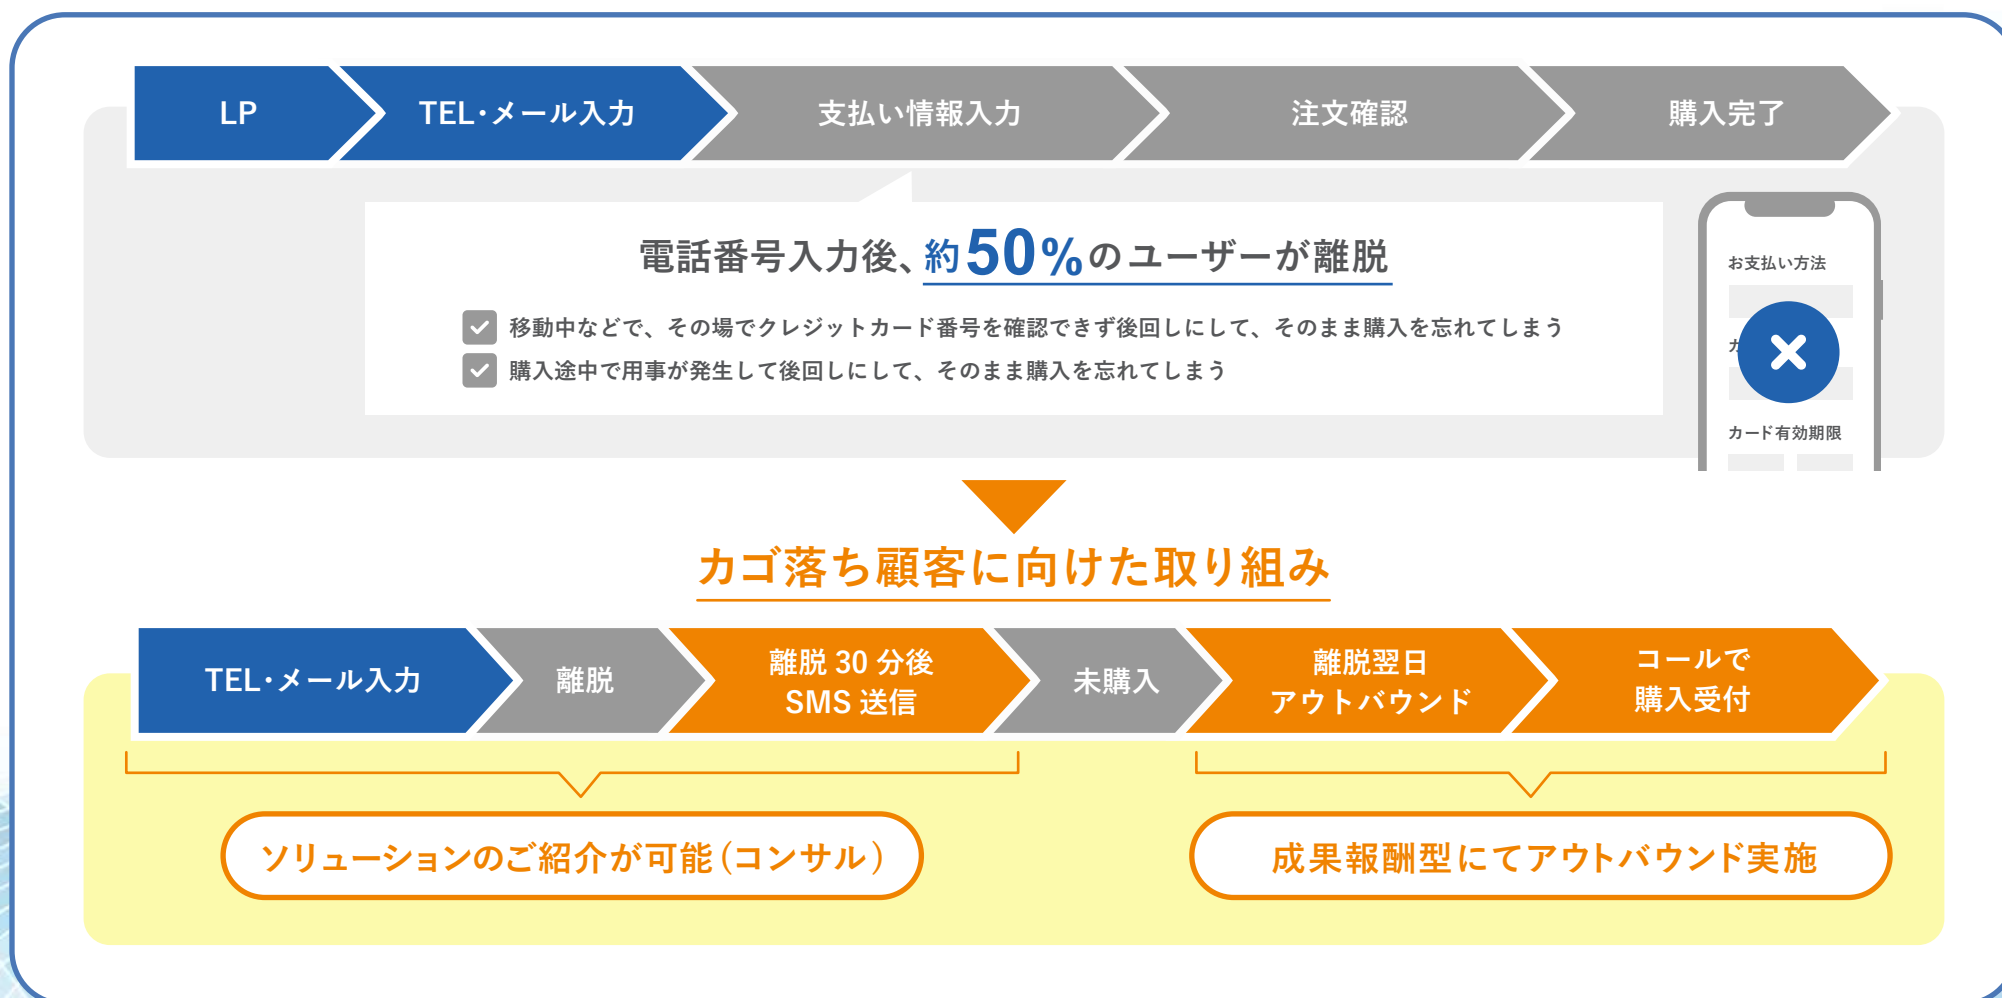 LP
TEL・メール入力
支払い情報入力
注文確認
購入完了
電話番号入力後、約50%のユーザーが離脱
移動中などで、その場でクレジットカード番号を確認できず後回しにして、そのまま購入を忘れてしまう
購入途中で用事が発生して後回しにして、そのまま購入を忘れてしまう
お支払い方法
カード有効期限
カゴ落ち顧客に向けた取り組み
TEL・メール入力
離脱
離脱 30 分後
SMS 送信
未購入
離脱翌日
アウトバウンド
コールで
購入受付
ソリューションのご紹介が可能(コンサル)
成果報酬型にてアウトバウンド実施